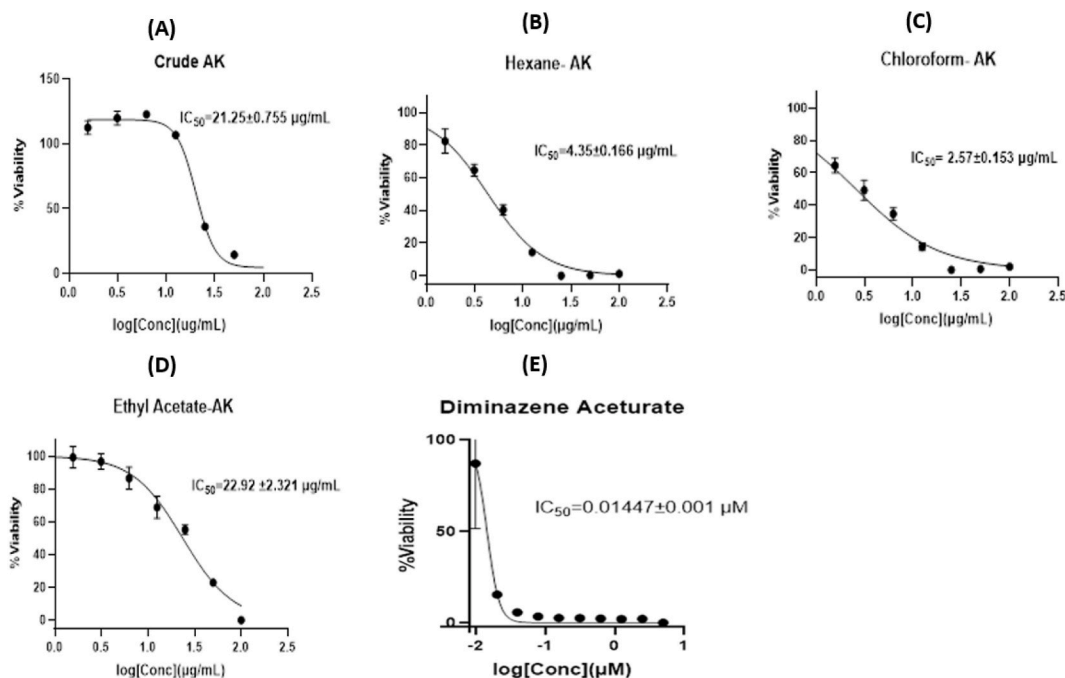 (A)
Crude AK
IC50=21.25±0.755 µg/mL
% Viability
150
100
50
0
0.0 0.5 1.0 1.5 2.0 2.5
log[Conc](ug/mL)
(B)
Hexane- AK
IC50=4.35±0.166 µg/mL
% Viability
100
80
60
40
20
0
0.0 0.5 1.0 1.5 2.0 2.5
log[Conc](µg/mL)
(C)
Chloroform- AK
IC50= 2.57±0.153 µg/mL
% Viability
100
80
60
40
20
0
0.0 0.5 1.0 1.5 2.0 2.5
log[Conc](µg/mL)
(D)
Ethyl Acetate-AK
IC50=22.92 ±2.321 µg/mL
% Viability
100
80
60
40
20
0
0.0 0.5 1.0 1.5 2.0 2.5
log[Conc](µg/mL)
(E)
Diminazene Aceturate
IC50=0.01447±0.001 µM
%Viability
100
50
0
-2 -1 0 1
log[Conc](µM)